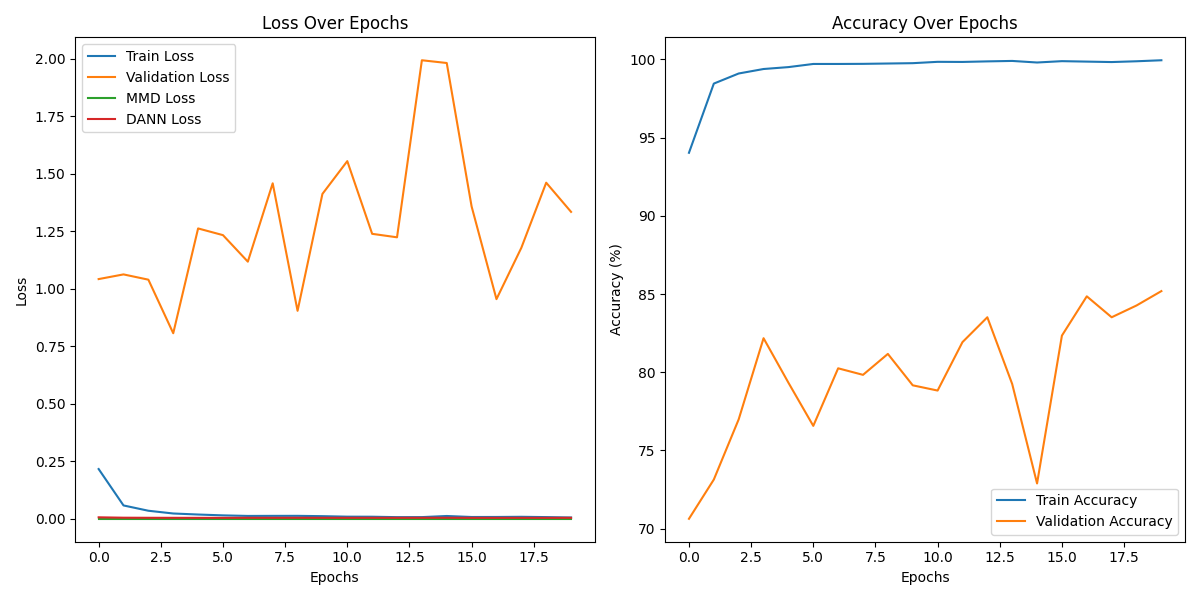 Loss Over Epochs
Train Loss
Validation Loss
MMD Loss
DANN Loss
2.00
1.75
1.50
1.25
1.00
0.75
0.50
0.25
0.00
Loss
0.0 2.5 5.0 7.5 10.0 12.5 15.0 17.5
Epochs
Accuracy Over Epochs
100
95
90
85
80
75
70
Accuracy (%)
Train Accuracy
Validation Accuracy
0.0 2.5 5.0 7.5 10.0 12.5 15.0 17.5
Epochs